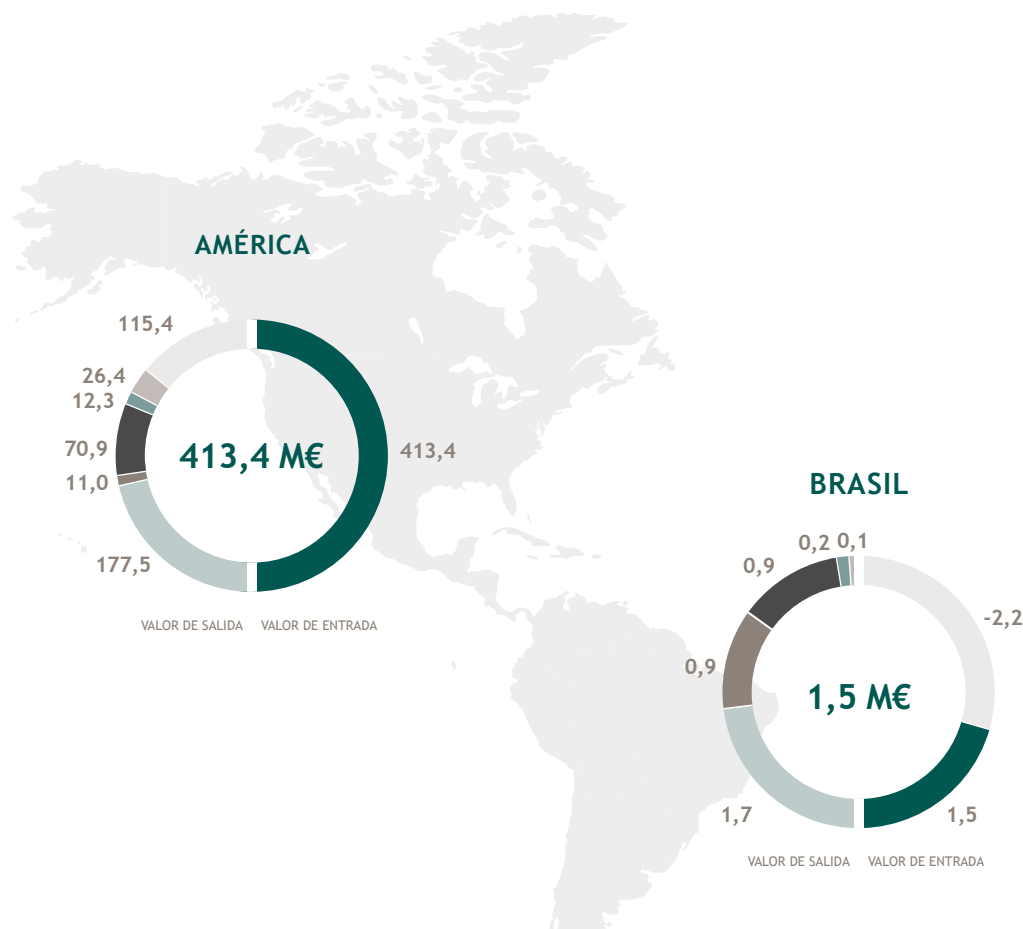 AMÉRICA
115,4
26,4
12,3
70,9
11,0
177,5
413,4 M€
413,4
VALOR DE SALIDA VALOR DE ENTRADA
BRASIL
0,2 0,1
0,9
-2,2
0,9
1,5 M€
1,7
1,5
VALOR DE SALIDA VALOR DE ENTRADA